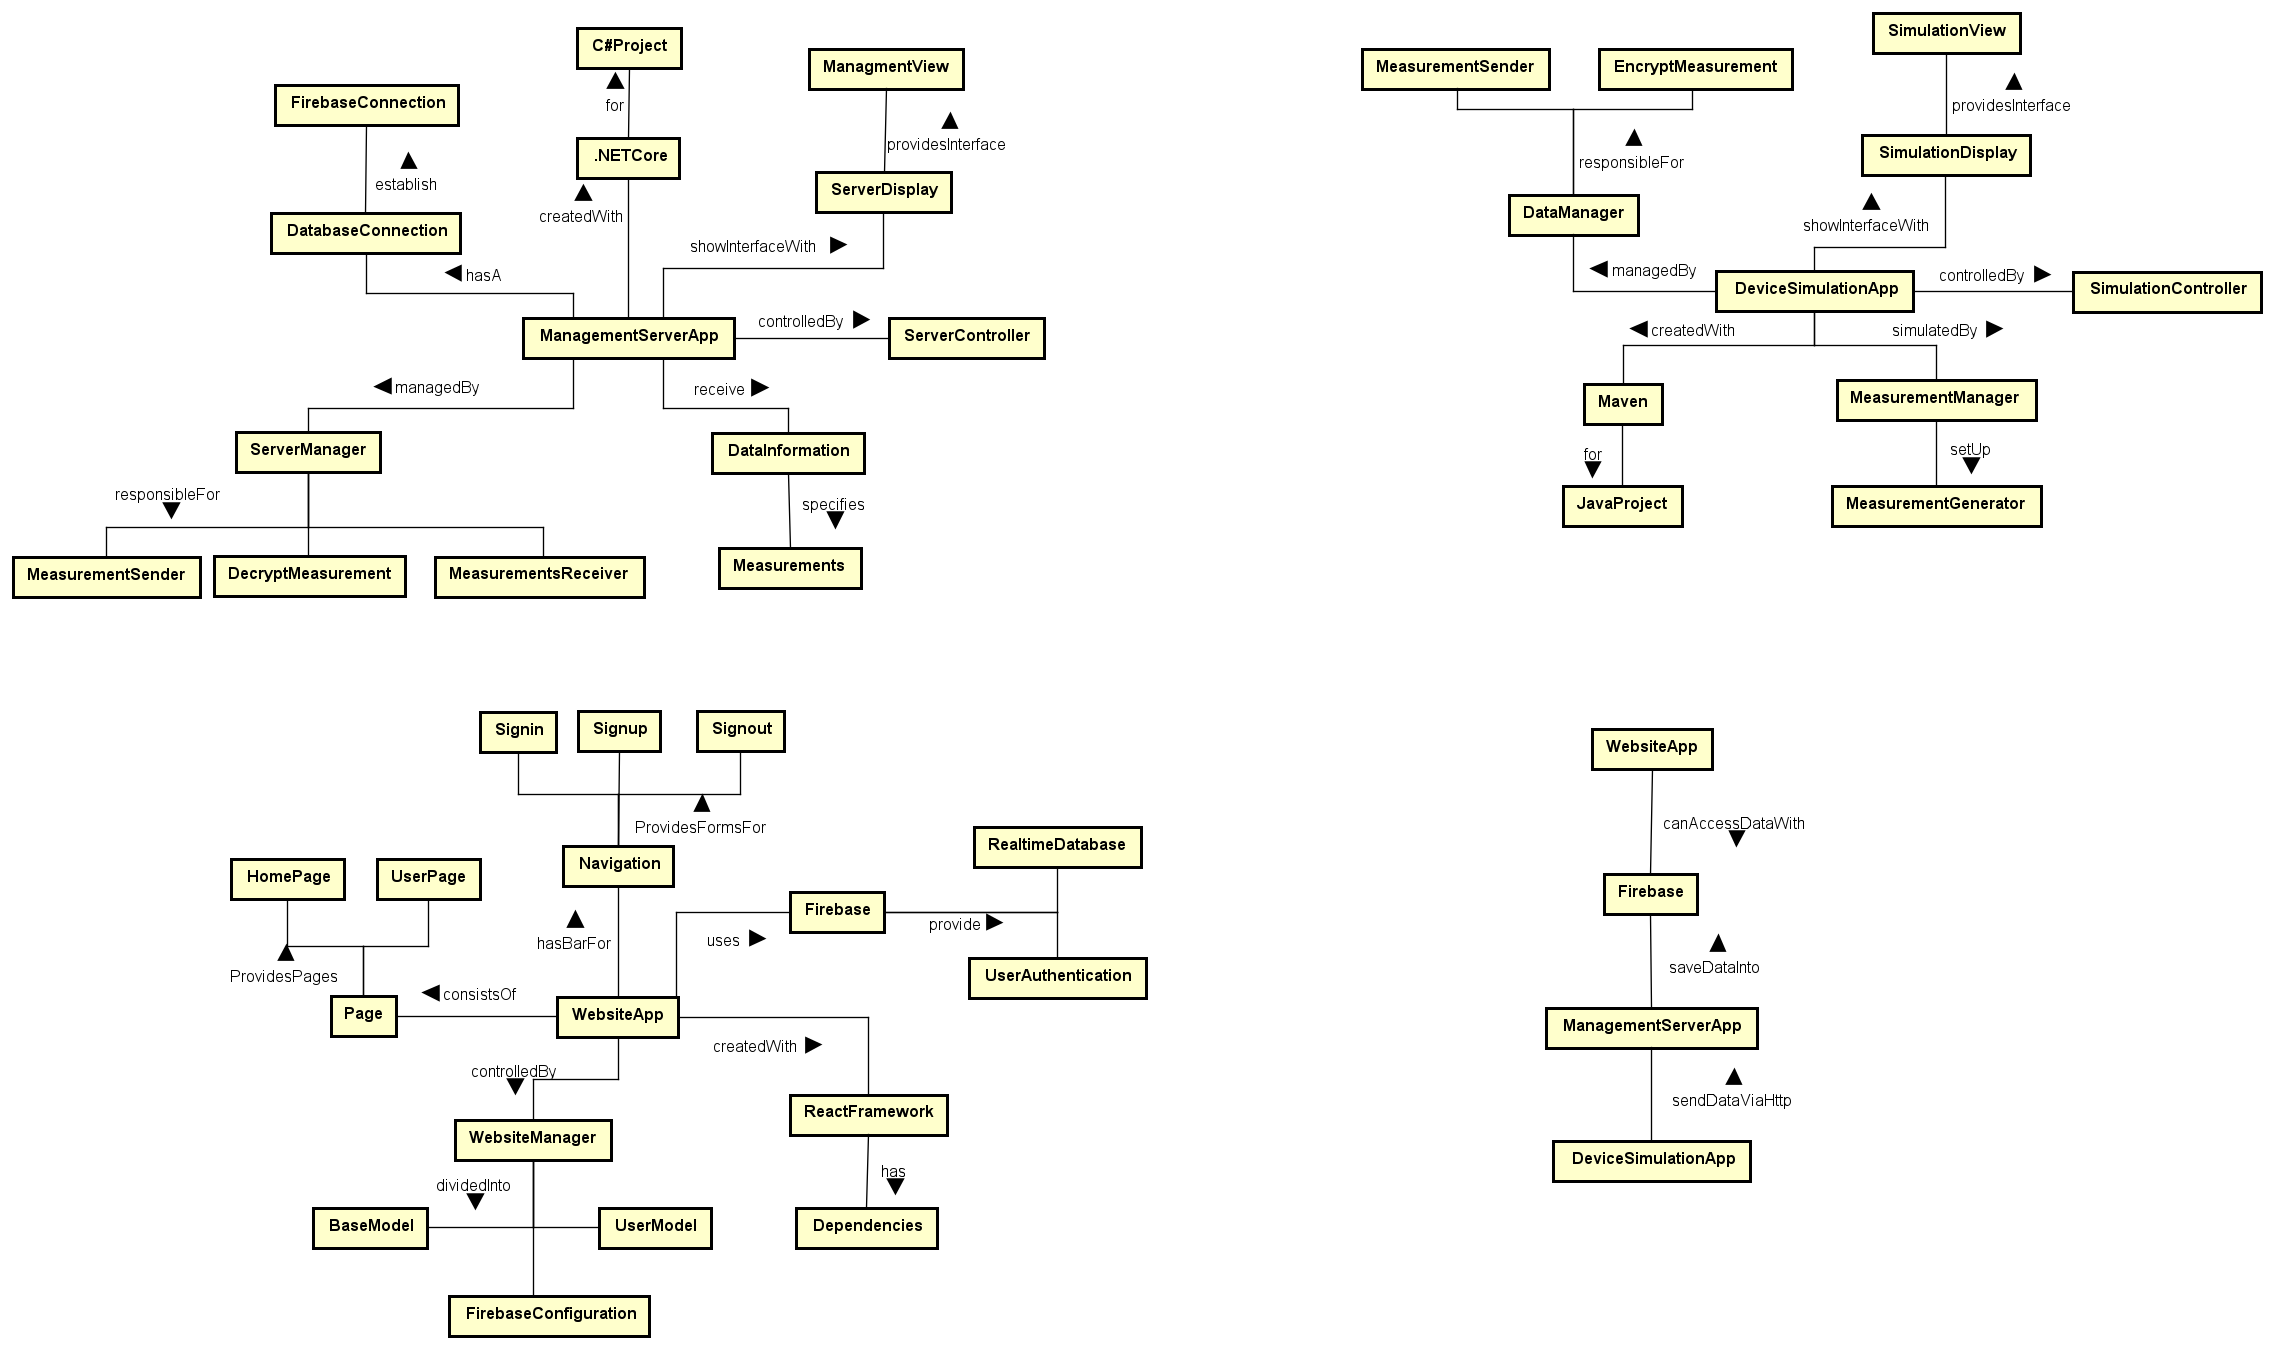 C#Project
for
.NETCore
createdWith
ManagmentView
providesInterface
ServerDisplay
showInterfaceWith
FirebaseConnection
establish
DatabaseConnection
hasA
ManagementServerApp
controlledBy
ServerController
managedBy
receive
ServerManager
DataInformation
responsibleFor
specifies
MeasurementSender
DecryptMeasurement
MeasurementsReceiver
Measurements
SimulationView
MeasurementSender
EncryptMeasurement
providesInterface
responsibleFor
SimulationDisplay
DataManager
showInterfaceWith
managedBy
DeviceSimulationApp
controlledBy
SimulationController
createdWith
simulatedBy
Maven
MeasurementManager
for
setUp
JavaProject
MeasurementGenerator
Signin
Signup
Signout
ProvidesFormsFor
Navigation
HomePage
UserPage
RealtimeDatabase
Firebase
provide
hasBarFor
uses
ProvidesPages
UserAuthentication
consistsOf
Page
WebsiteApp
createdWith
controlledBy
WebsiteManager
ReactFramework
dividedInto
has
BaseModel
UserModel
Dependencies
FirebaseConfiguration
WebsiteApp
canAccessDataWith
Firebase
saveDataInto
ManagementServerApp
sendDataViaHttp
DeviceSimulationApp